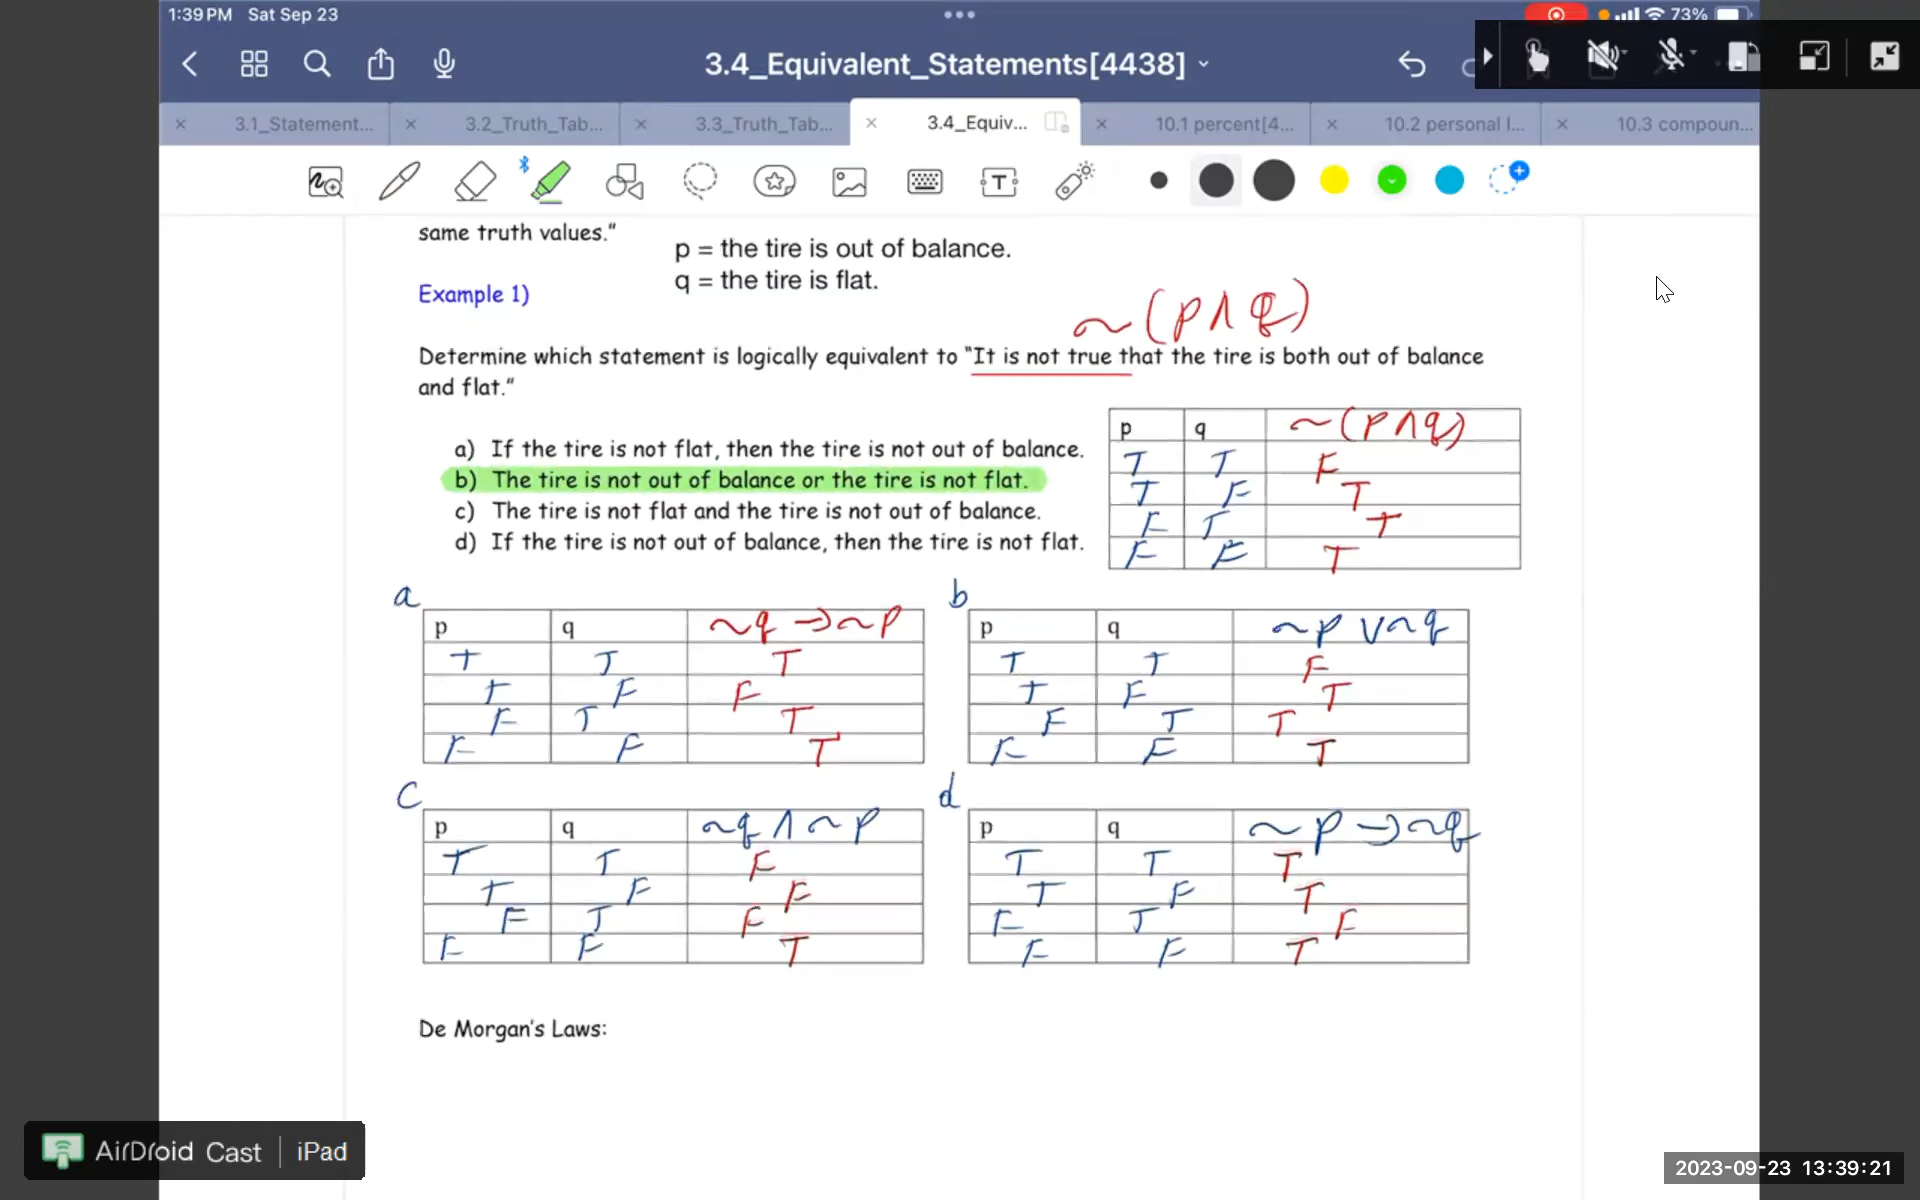 1:39 PM Sat Sep 23
73%
3.4_Equivalent_Statements[4438]
3.1_Statement...
3.2_Truth_Tab...
3.3_Truth_Tab...
3.4_Equiv...
10.1 percent[4...
10.2 personal l...
10.3 compoun...
same truth values."
p = the tire is out of balance.
q = the tire is flat.
Example 1)
~(p∧q)
Determine which statement is logically equivalent to "It is not true that the tire is both out of balance
and flat."
a) If the tire is not flat, then the tire is not out of balance.
b) The tire is not out of balance or the tire is not flat.
c) The tire is not flat and the tire is not out of balance.
d) If the tire is not out of balance, then the tire is not flat.
p q ~(p∧q)
T T F
T F T
F T T
F F T
a
p q ~q→~p
T T T
T F F
F T T
F F T
b
p q ~p∨~q
T T F
T F T
F T T
F F T
c
p q ~q∧~p
T T F
T F F
F T F
F F T
d
p q ~p→~q
T T T
T F T
F T F
F F T
De Morgan's Laws:
AirDroid Cast | iPad
2023-09-23 13:39:21